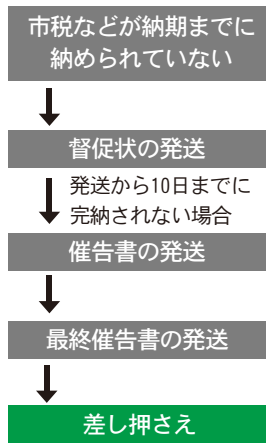 市税などが納期までに
納められていない
督促状の発送
発送から10日までに
完納されない場合
催告書の発送
最終催告書の発送
差し押さえ